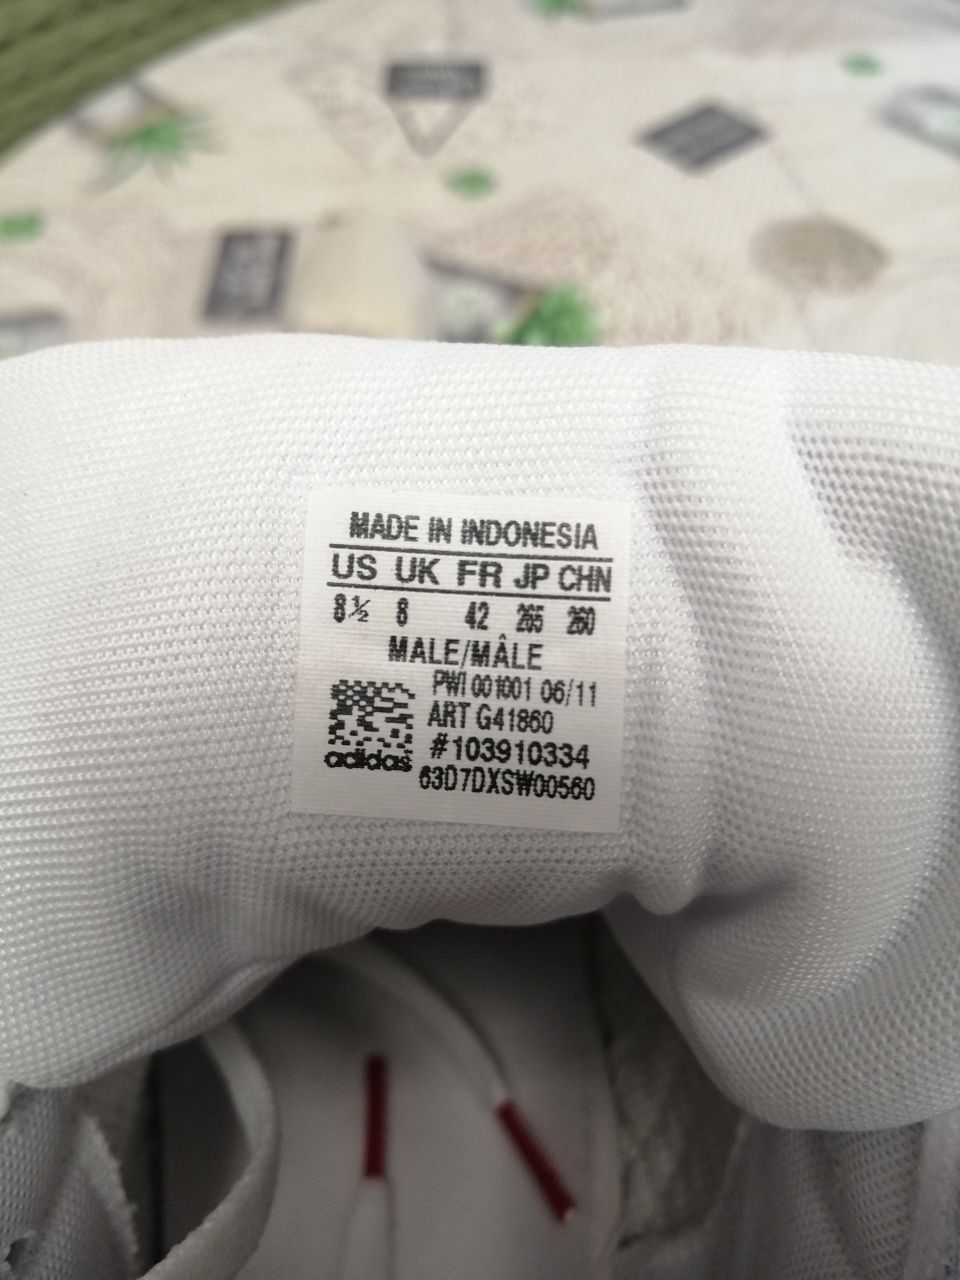 MADE IN INDONESIA
US UK FR JP CHN
8½ 8 42 265 260
MALE/MÂLE
PWI 001001 06/11
ART G41860
#103910334
adidas
63D7DXSW00560